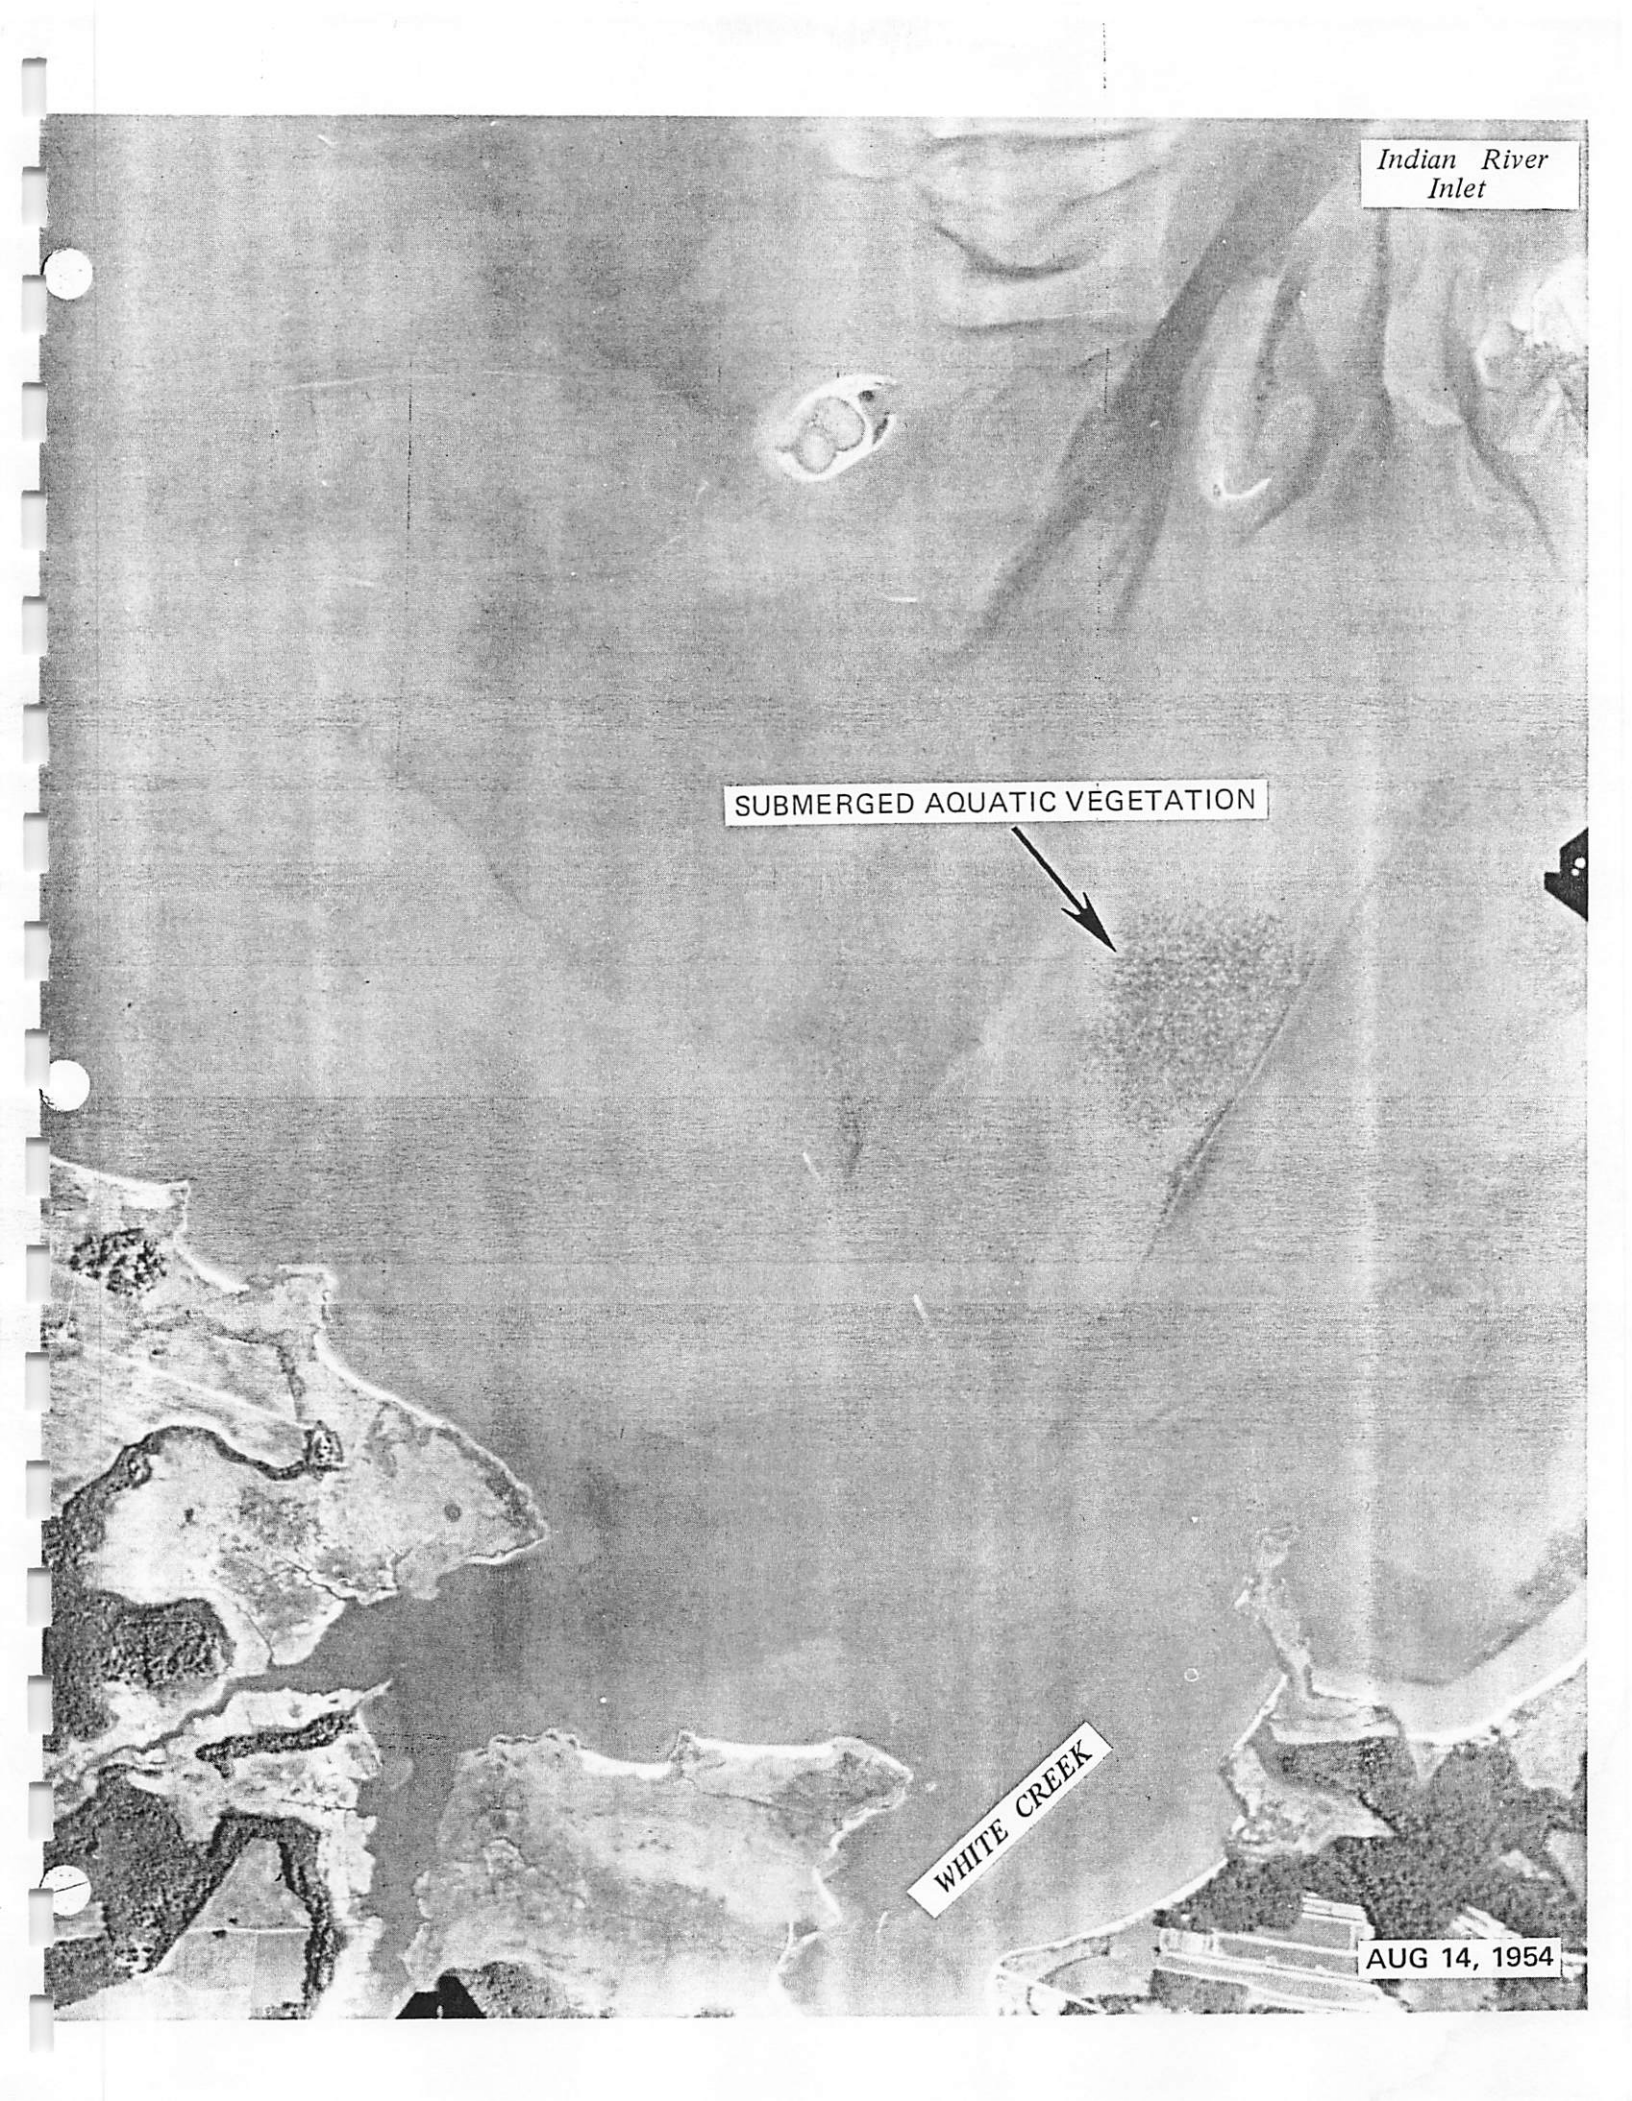 Indian River
Inlet
SUBMERGED AQUATIC VEGETATION
WHITE CREEK
AUG 14, 1954